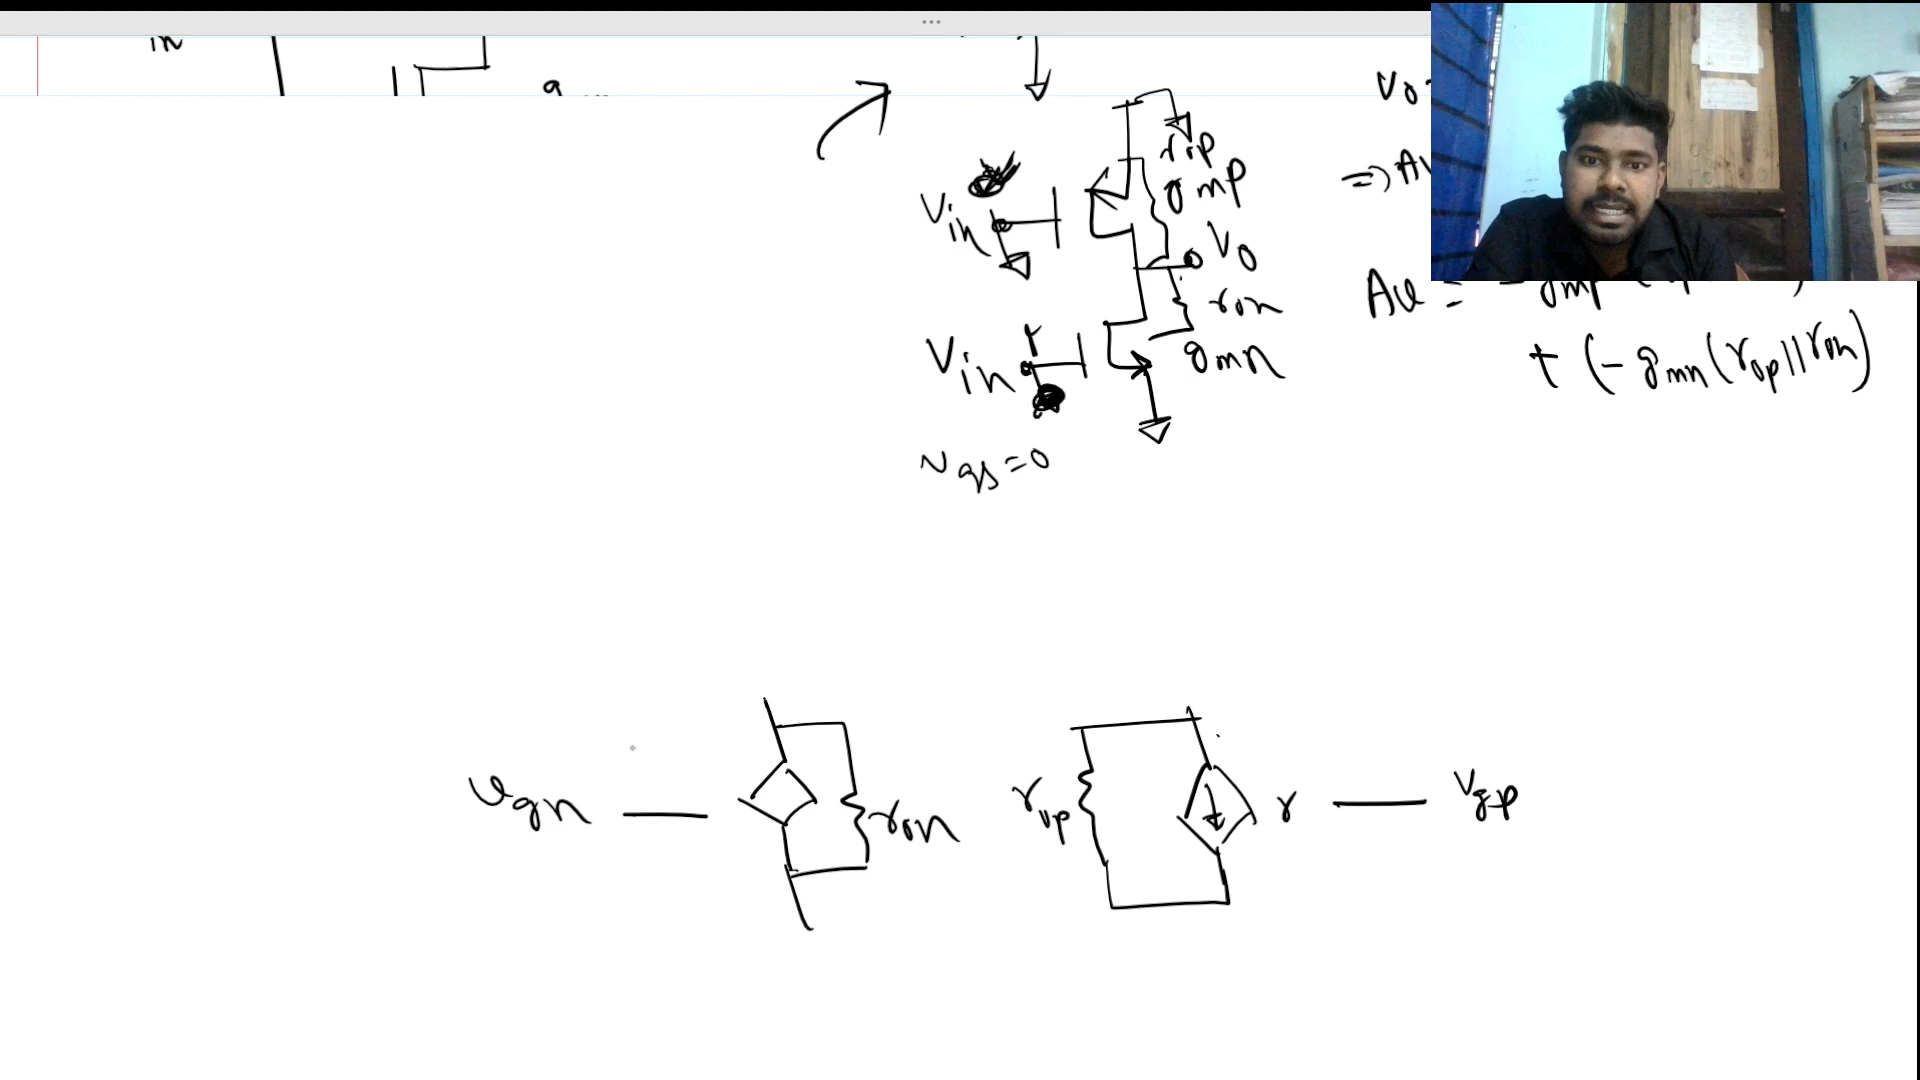 in
Vo
rop
gmp
=> Av
Vin
Vo
ron
Av =
Vin
gmn
+ (- gmn (rop || ron)
vgs = 0
vgn
ron
rop
r
vgp